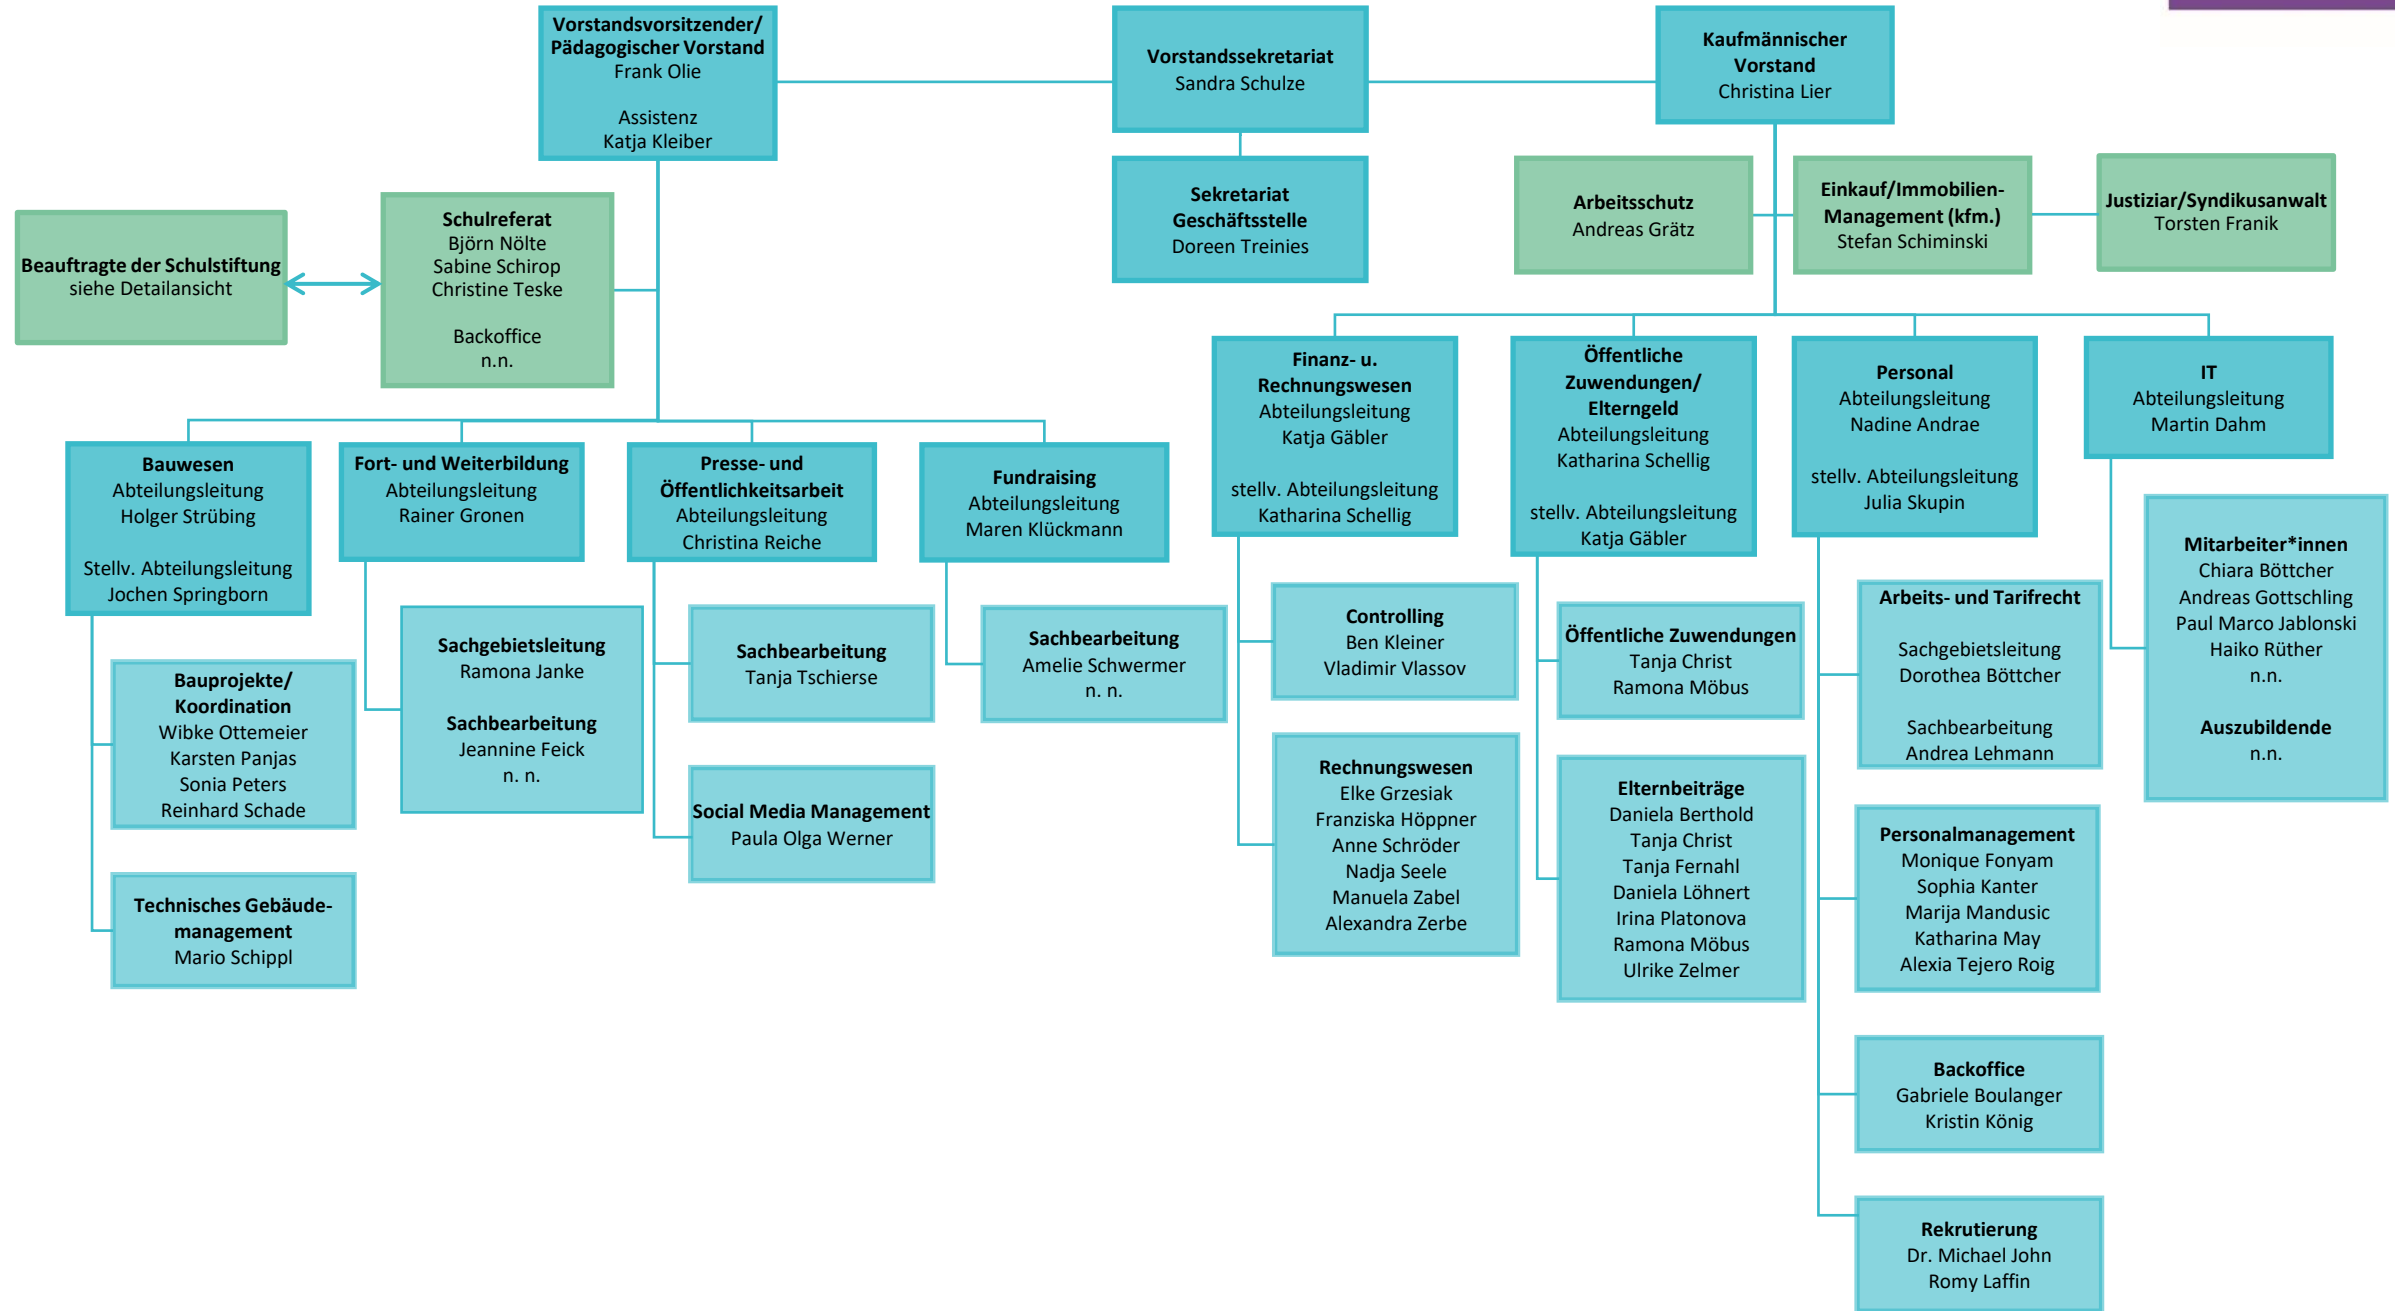 Vorstandsvorsitzender/
Pädagogischer Vorstand
Frank Olie
Assistenz
Katja Kleiber
Vorstandssekretariat
Sandra Schulze
Kaufmännischer
Vorstand
Christina Lier
Sekretariat
Geschäftsstelle
Doreen Treinies
Beauftragte der Schulstiftung
siehe Detailansicht
Schulreferat
Björn Nölte
Sabine Schirop
Christine Teske
Backoffice
n.n.
Arbeitsschutz
Andreas Grätz
Einkauf/Immobilien-
Management (kfm.)
Stefan Schiminski
Justiziar/Syndikusanwalt
Torsten Franik
Bauwesen
Abteilungsleitung
Holger Strübing
Stellv. Abteilungsleitung
Jochen Springborn
Fort- und Weiterbildung
Abteilungsleitung
Rainer Gronen
Presse- und
Öffentlichkeitsarbeit
Abteilungsleitung
Christina Reiche
Fundraising
Abteilungsleitung
Maren Klückmann
Finanz- u.
Rechnungswesen
Abteilungsleitung
Katja Gäbler
stellv. Abteilungsleitung
Katharina Schellig
Öffentliche
Zuwendungen/
Elterngeld
Abteilungsleitung
Katharina Schellig
stellv. Abteilungsleitung
Katja Gäbler
Personal
Abteilungsleitung
Nadine Andrae
stellv. Abteilungsleitung
Julia Skupin
IT
Abteilungsleitung
Martin Dahm
Bauprojekte/
Koordination
Wibke Ottemeier
Karsten Panjas
Sonia Peters
Reinhard Schade
Technisches Gebäude-
management
Mario Schippl
Sachgebietsleitung
Ramona Janke
Sachbearbeitung
Jeannine Feick
n. n.
Sachbearbeitung
Tanja Tschierse
Social Media Management
Paula Olga Werner
Sachbearbeitung
Amelie Schwermer
n. n.
Controlling
Ben Kleiner
Vladimir Vlassov
Rechnungswesen
Elke Grzesiak
Franziska Höppner
Anne Schröder
Nadja Seele
Manuela Zabel
Alexandra Zerbe
Öffentliche Zuwendungen
Tanja Christ
Ramona Möbus
Elternbeiträge
Daniela Berthold
Tanja Christ
Tanja Fernahl
Daniela Löhnert
Irina Platonova
Ramona Möbus
Ulrike Zelmer
Arbeits- und Tarifrecht
Sachgebietsleitung
Dorothea Böttcher
Sachbearbeitung
Andrea Lehmann
Personalmanagement
Monique Fonyam
Sophia Kanter
Marija Mandusic
Katharina May
Alexia Tejero Roig
Backoffice
Gabriele Boulanger
Kristin König
Rekrutierung
Dr. Michael John
Romy Laffin
Mitarbeiter*innen
Chiara Böttcher
Andreas Gottschling
Paul Marco Jablonski
Haiko Rüther
n.n.
Auszubildende
n.n.